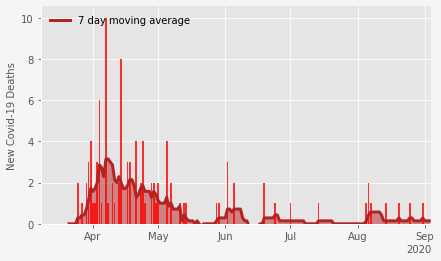 7 day moving average
New Covid-19 Deaths
10
8
6
4
2
0
Apr
May
Jun
Jul
Aug
Sep
2020